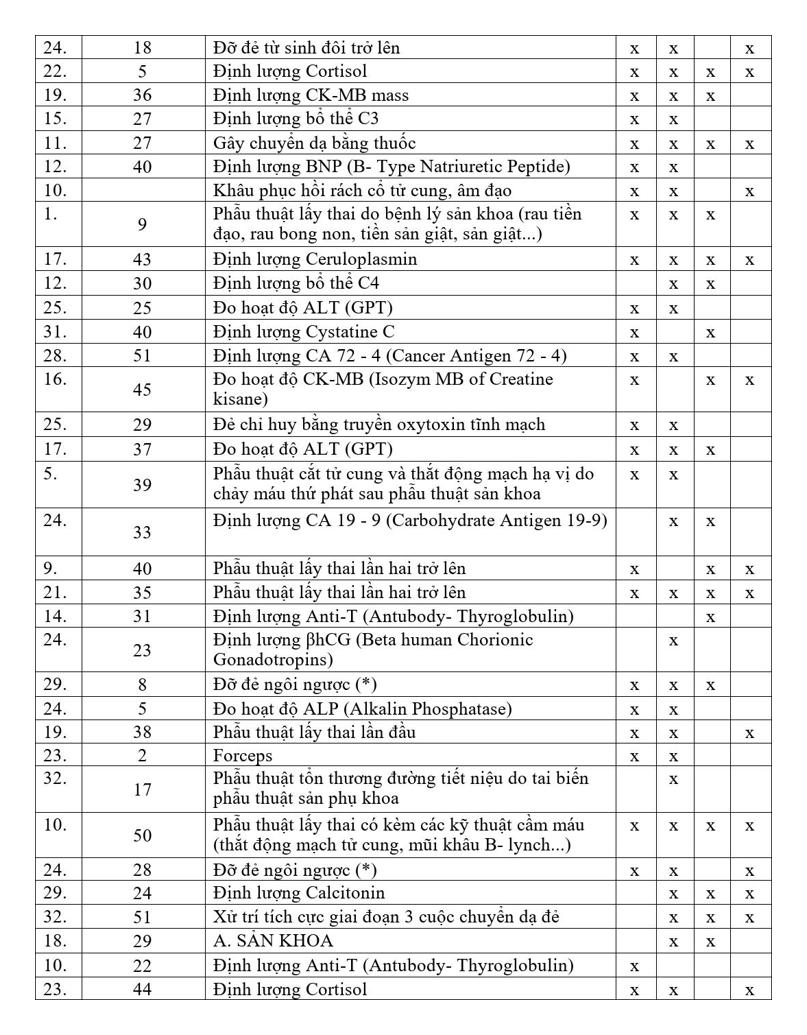 24. 18 Đỡ đẻ từ sinh đôi trở lên x x x
22. 5 Định lượng Cortisol x x x x
19. 36 Định lượng CK-MB mass x x x
15. 27 Định lượng bổ thể C3 x x
11. 27 Gây chuyển dạ bằng thuốc x x x x
12. 40 Định lượng BNP (B- Type Natriuretic Peptide) x x
10. Khâu phục hồi rách cổ tử cung, âm đạo x x x
1. 9 Phẫu thuật lấy thai do bệnh lý sản khoa (rau tiền x x x
đạo, rau bong non, tiền sản giật, sản giật...)
17. 43 Định lượng Ceruloplasmin x x x x
12. 30 Định lượng bổ thể C4 x x
25. 25 Đo hoạt độ ALT (GPT) x x
31. 40 Định lượng Cystatine C x x
28. 51 Định lượng CA 72 - 4 (Cancer Antigen 72 - 4) x x
16. 45 Đo hoạt độ CK-MB (Isozym MB of Creatine x x x
kisane)
25. 29 Đẻ chỉ huy bằng truyền oxytoxin tĩnh mạch x x
17. 37 Đo hoạt độ ALT (GPT) x x x
5. 39 Phẫu thuật cắt tử cung và thắt động mạch hạ vị do x x
chảy máu thứ phát sau phẫu thuật sản khoa
24. 33 Định lượng CA 19 - 9 (Carbohydrate Antigen 19-9) x x
9. 40 Phẫu thuật lấy thai lần hai trở lên x x x
21. 35 Phẫu thuật lấy thai lần hai trở lên x x x x
14. 31 Định lượng Anti-T (Antubody- Thyroglobulin) x
24. 23 Định lượng βhCG (Beta human Chorionic x
Gonadotropins)
29. 8 Đỡ đẻ ngôi ngược (*) x x x
24. 5 Đo hoạt độ ALP (Alkalin Phosphatase) x x
19. 38 Phẫu thuật lấy thai lần đầu x x x
23. 2 Forceps x x
32. 17 Phẫu thuật tổn thương đường tiết niệu do tai biến x
phẫu thuật sản phụ khoa
10. 50 Phẫu thuật lấy thai có kèm các kỹ thuật cầm máu x x x x
(thắt động mạch tử cung, mũi khâu B- lynch...)
24. 28 Đỡ đẻ ngôi ngược (*) x x x
29. 24 Định lượng Calcitonin x x x
32. 51 Xử trí tích cực giai đoạn 3 cuộc chuyển dạ đẻ x x x
18. 29 A. SẢN KHOA x x
10. 22 Định lượng Anti-T (Antubody- Thyroglobulin) x
23. 44 Định lượng Cortisol x x x